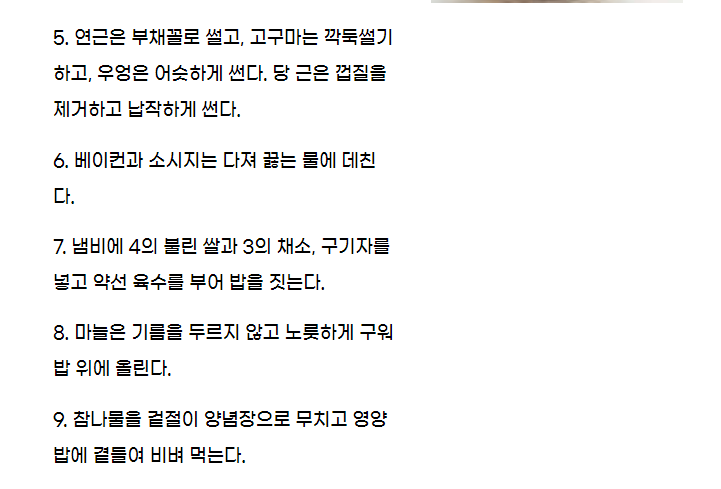 5. 연근은 부채꼴로 썰고, 고구마는 깍둑썰기
하고, 우엉은 어슷하게 썬다. 당 근은 껍질을
제거하고 납작하게 썬다.
6. 베이컨과 소시지는 다져 끓는 물에 데친
다.
7. 냄비에 4의 불린 쌀과 3의 채소, 구기자를
넣고 약선 육수를 부어 밥을 짓는다.
8. 마늘은 기름을 두르지 않고 노릇하게 구워
밥 위에 올린다.
9. 참나물을 겉절이 양념장으로 무치고 영양
밥에 곁들여 비벼 먹는다.